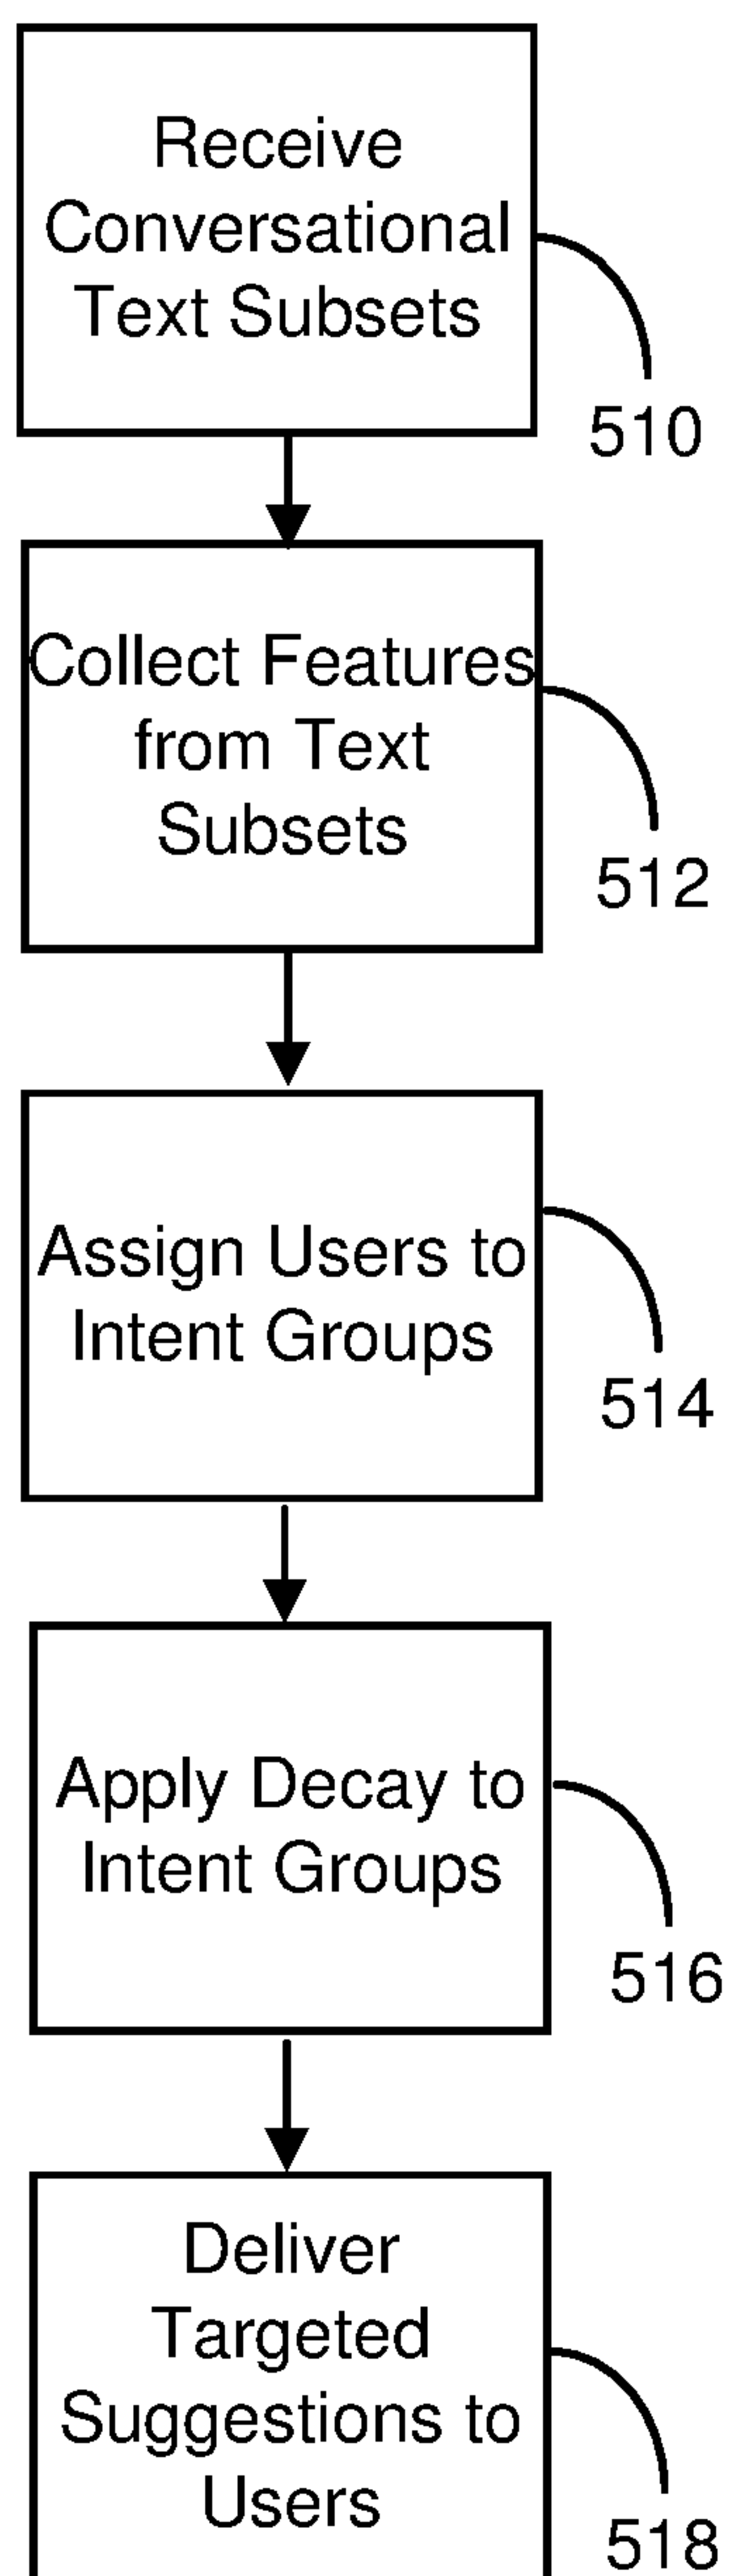 Receive
Conversational
Text Subsets
510
Collect Features
from Text
Subsets
512
Assign Users to
Intent Groups
514
Apply Decay to
Intent Groups
516
Deliver
Targeted
Suggestions to
Users
518